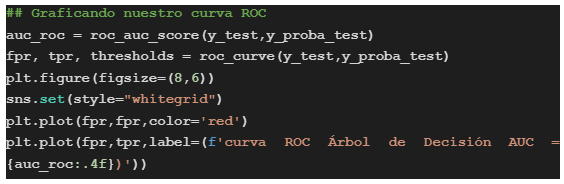 ## Graficando nuestro curva ROC
auc_roc = roc_auc_score(y_test,y_proba_test)
fpr, tpr, thresholds = roc_curve(y_test,y_proba_test)
plt.figure(figsize=(8,6))
sns.set(style="whitegrid")
plt.plot(fpr,fpr,color='red')
plt.plot(fpr,tpr,label=(f'curva ROC Árbol de Decisión AUC =
{auc_roc:.4f})'))